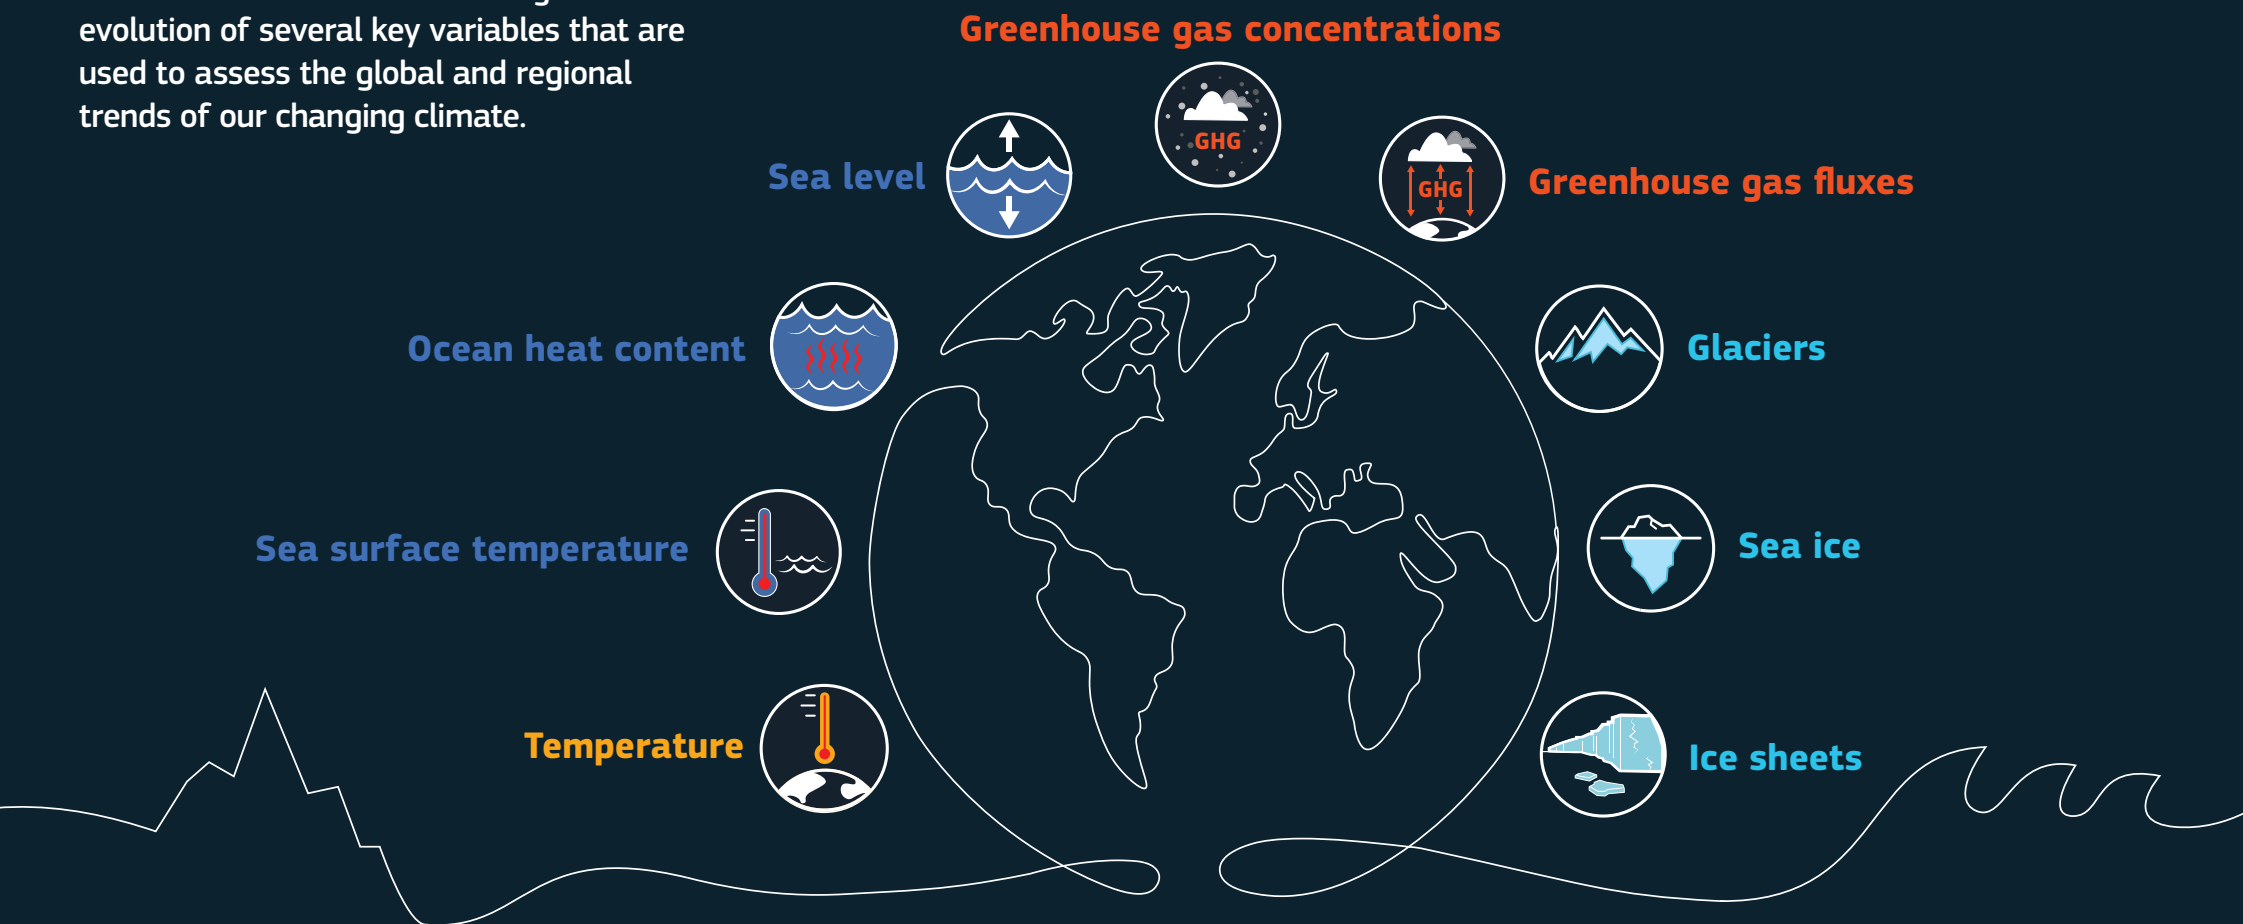 evolution of several key variables that are
used to assess the global and regional
trends of our changing climate.
Greenhouse gas concentrations
GHG
Sea level
GHG
Greenhouse gas fluxes
Ocean heat content
Glaciers
Sea surface temperature
Sea ice
Temperature
Ice sheets